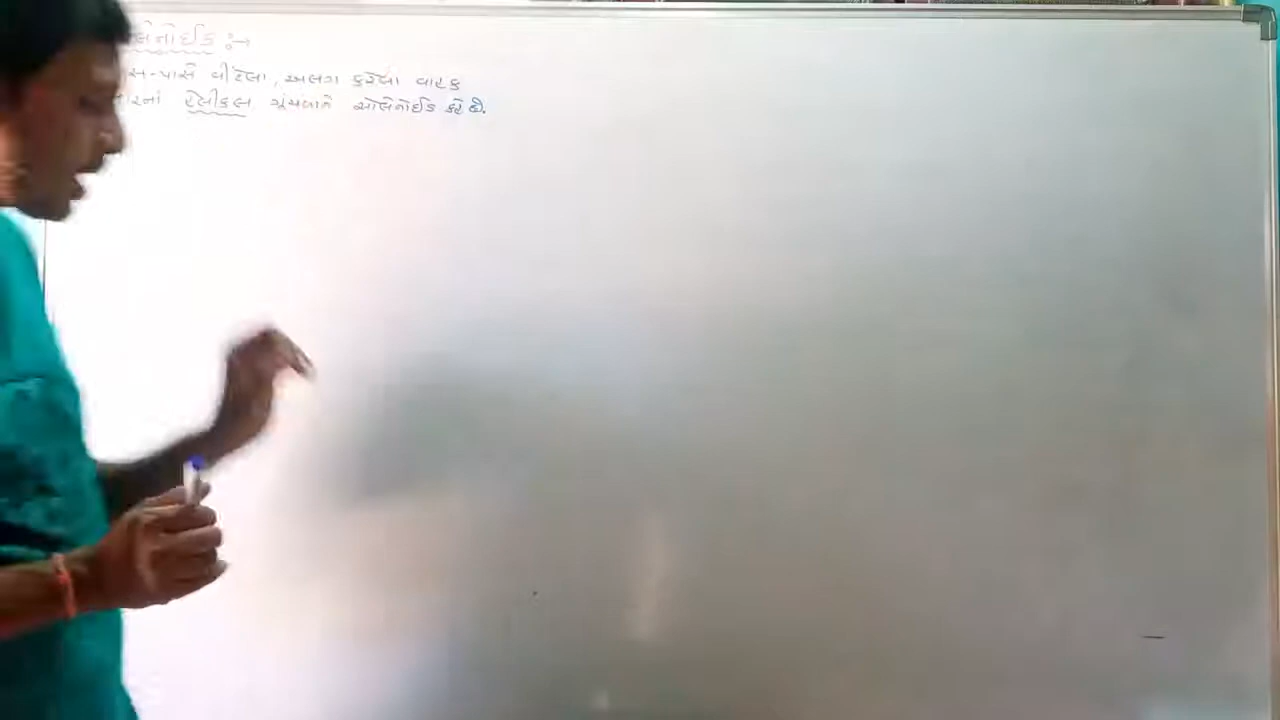 લેનોઈડ :→
સ-પાસે વીંટેલા, અલગ કરેલા વાહક
તારનાં હેલીકલ ગૂંચળાને સોલેનોઈડ કહે છે.